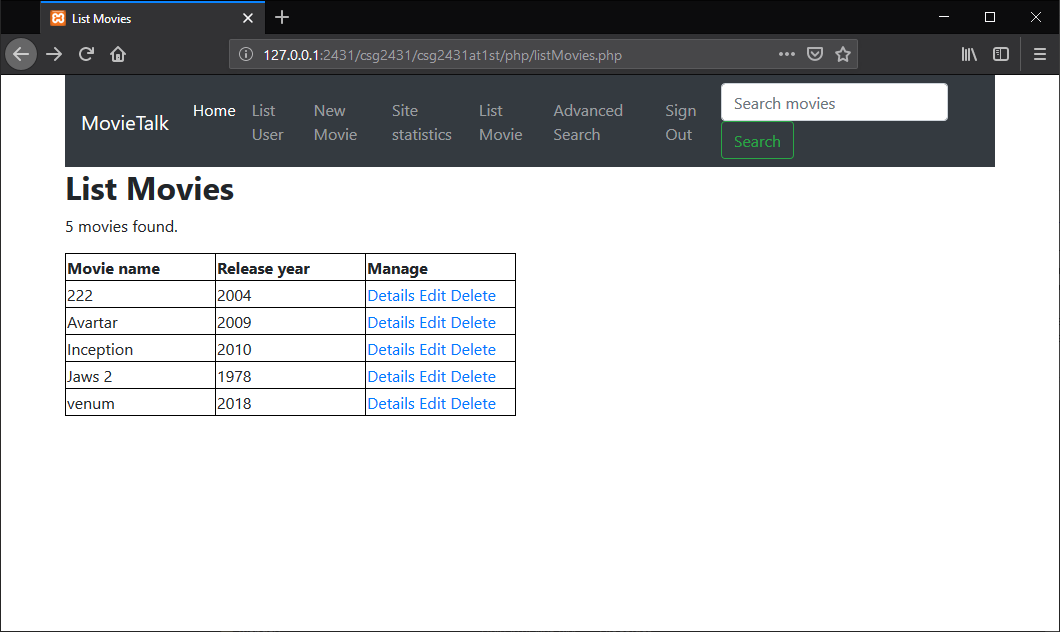 List Movies
127.0.0.1:2431/csg2431/csg2431at1st/php/listMovies.php
MovieTalk
Home
List User
New Movie
Site statistics
List Movie
Advanced Search
Sign Out
Search movies
Search
List Movies
5 movies found.
Movie name Release year Manage
222 2004 Details Edit Delete
Avartar 2009 Details Edit Delete
Inception 2010 Details Edit Delete
Jaws 2 1978 Details Edit Delete
venum 2018 Details Edit Delete